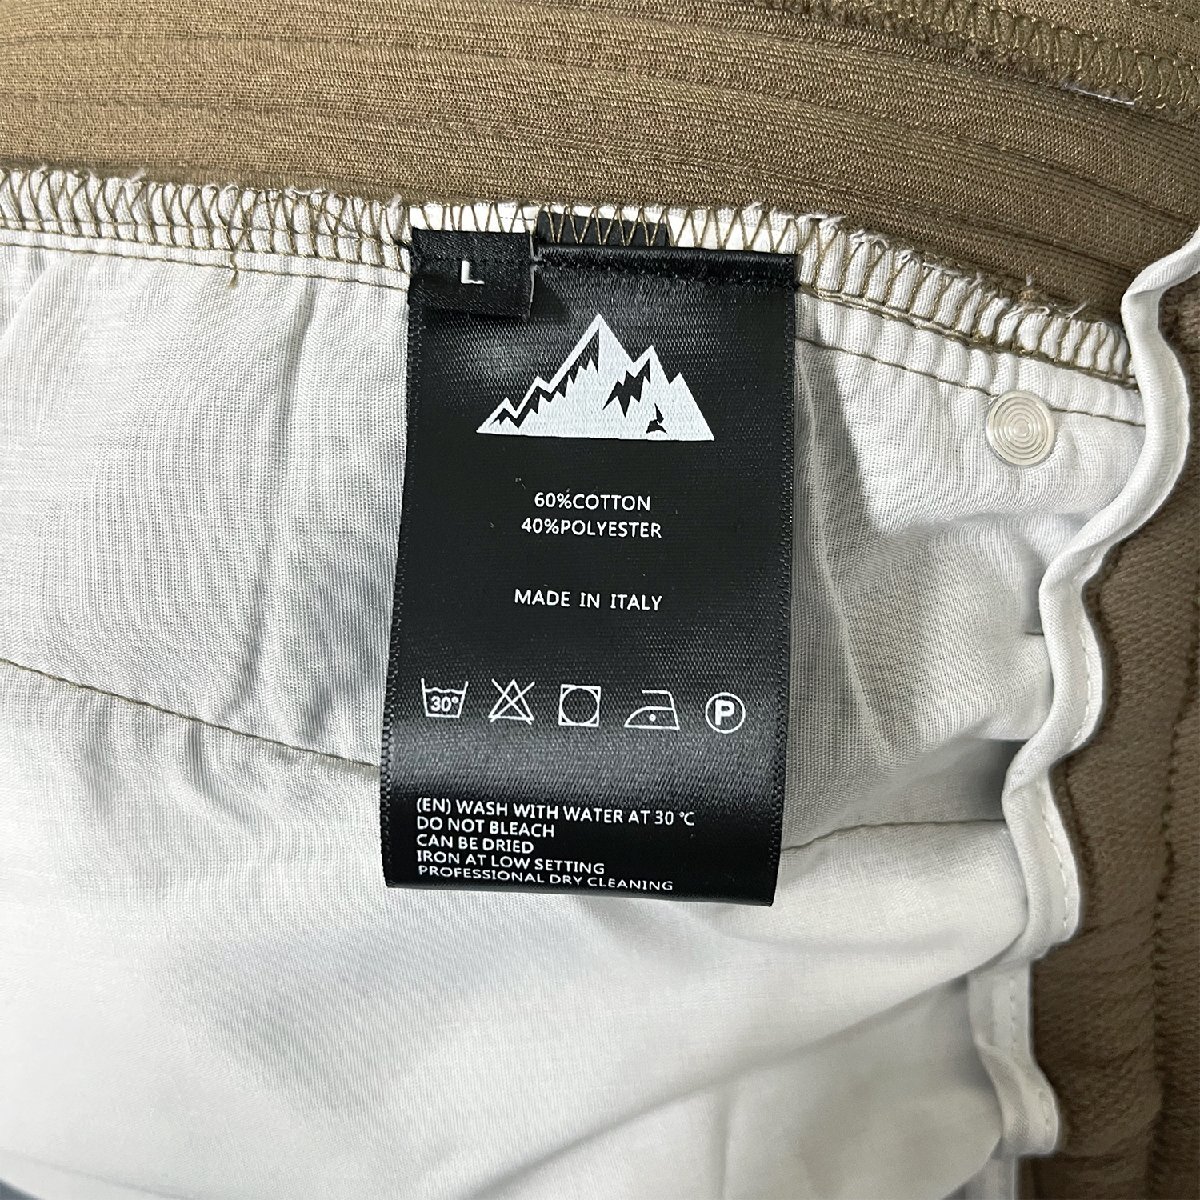 L
60%COTTON
40%POLYESTER
MADE IN ITALY
30°
P
(EN) WASH WITH WATER AT 30 ℃
DO NOT BLEACH
CAN BE DRIED
IRON AT LOW SETTING
PROFESSIONAL DRY CLEANING